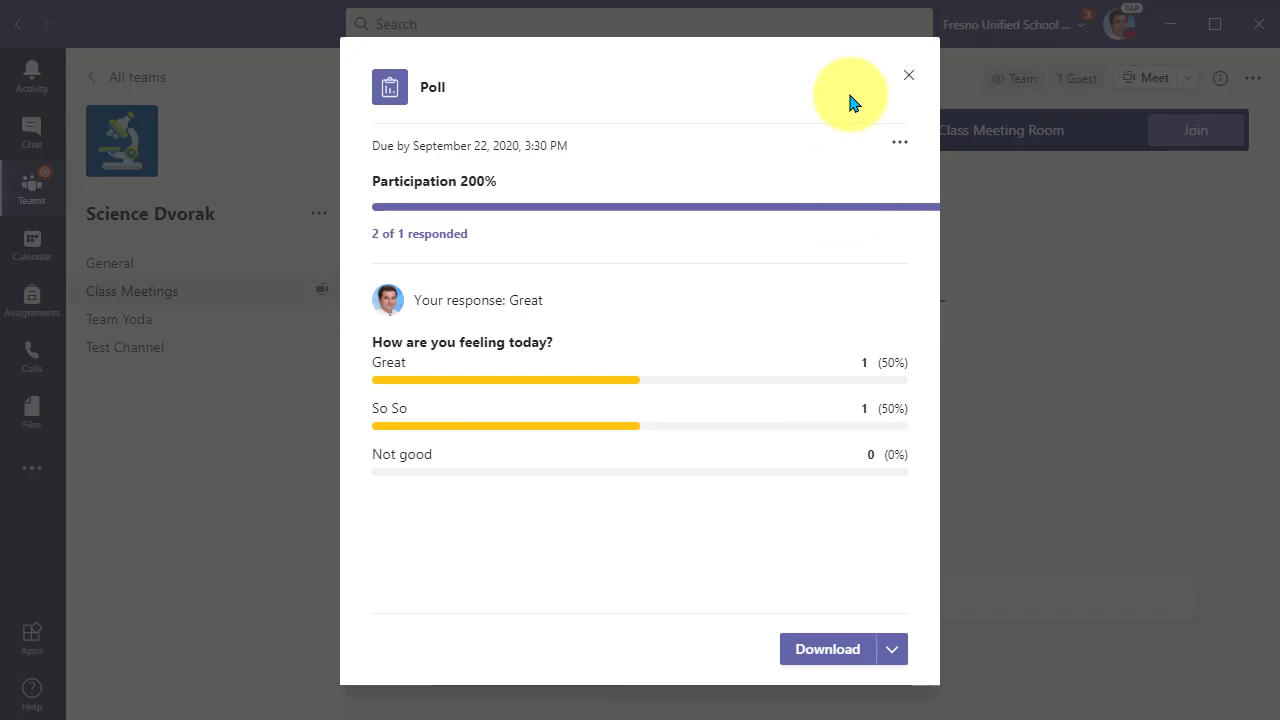 Search
Fresno Unified School ...
3
TAP
Activity
Chat
Teams
Calendar
Assignments
Calls
Files
Apps
Help
All teams
Science Dvorak
General
Class Meetings
Team Yoda
Test Channel
Team
1 Guest
Meet
Class Meeting Room
Join
Poll
Due by September 22, 2020, 3:30 PM
Participation 200%
2 of 1 responded
Your response: Great
How are you feeling today?
Great 1 (50%)
So So 1 (50%)
Not good 0 (0%)
Download